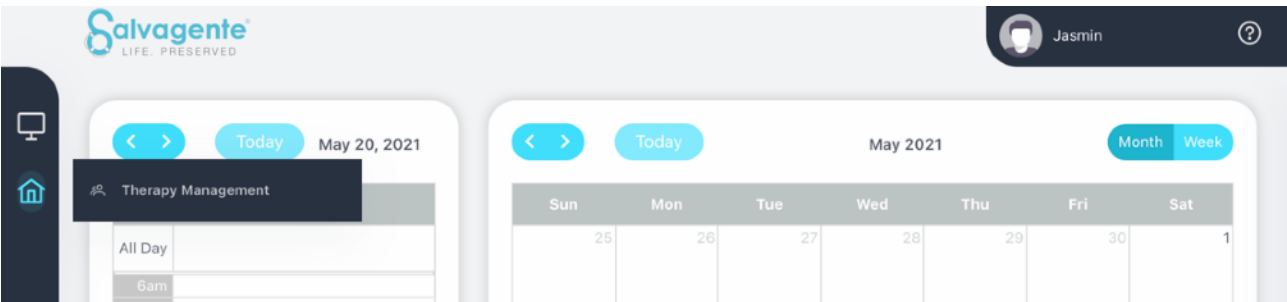 Salvagente®
LIFE. PRESERVED
Jasmin
?
Today
May 20, 2021
Therapy Management
All Day
6am
Today
May 2021
Month Week
Sun Mon Tue Wed Thu Fri Sat
25 26 27 28 29 30 1